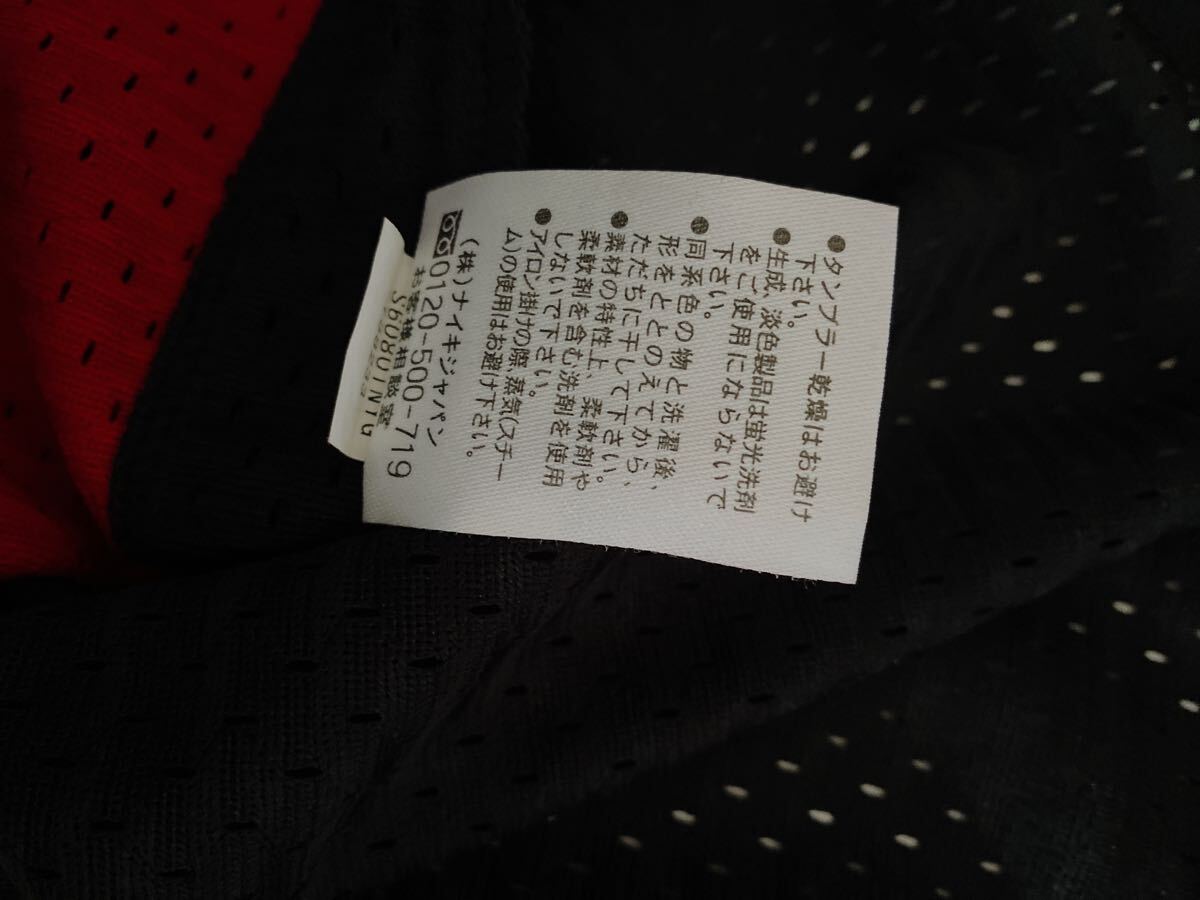 ●タンブラー乾燥はお避け
下さい。
●生成、淡色製品は蛍光洗剤
をご使用にならないで
下さい。
●同系色の物と洗濯後、
形をととのえてから、
ただちに干して下さい。
●素材の特性上、柔軟剤や
柔軟剤を含む洗剤を使用
しないで下さい。
●アイロン掛けの際、蒸気(スチー
ム)の使用はお避け下さい。
(株)ナイキジャパン
0120-500-719
お客様相談室